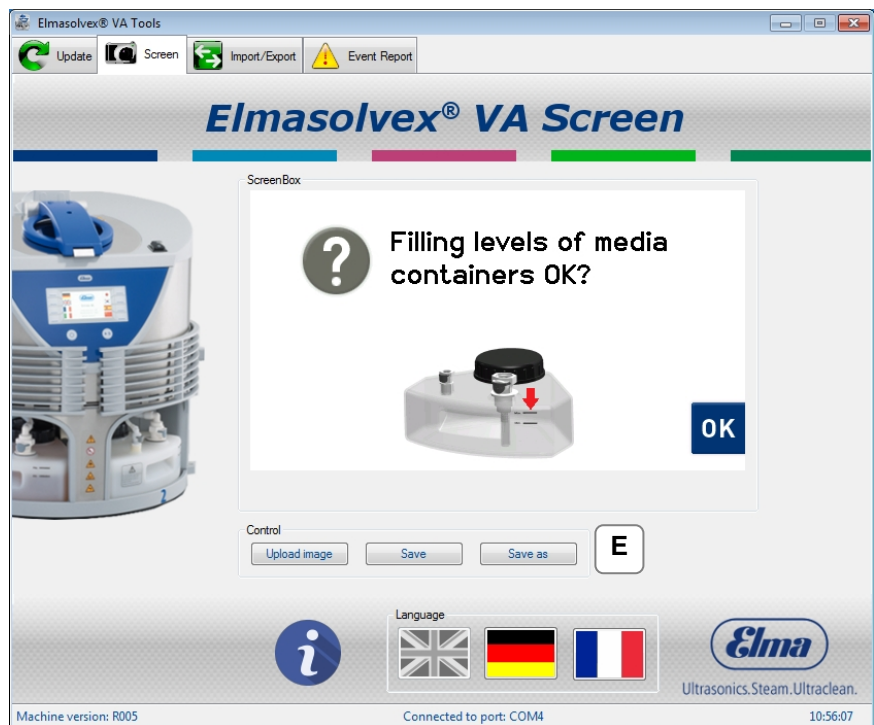 Elmasolvex® VA Tools
Update
Screen
Import/Export
Event Report
Elmasolvex® VA Screen
ScreenBox
Filling levels of media
containers OK?
OK
Control
Upload image
Save
Save as
E
Language
Elma
Ultrasonics.Steam.Ultraclean.
Machine version: R005
Connected to port: COM4
10:56:07